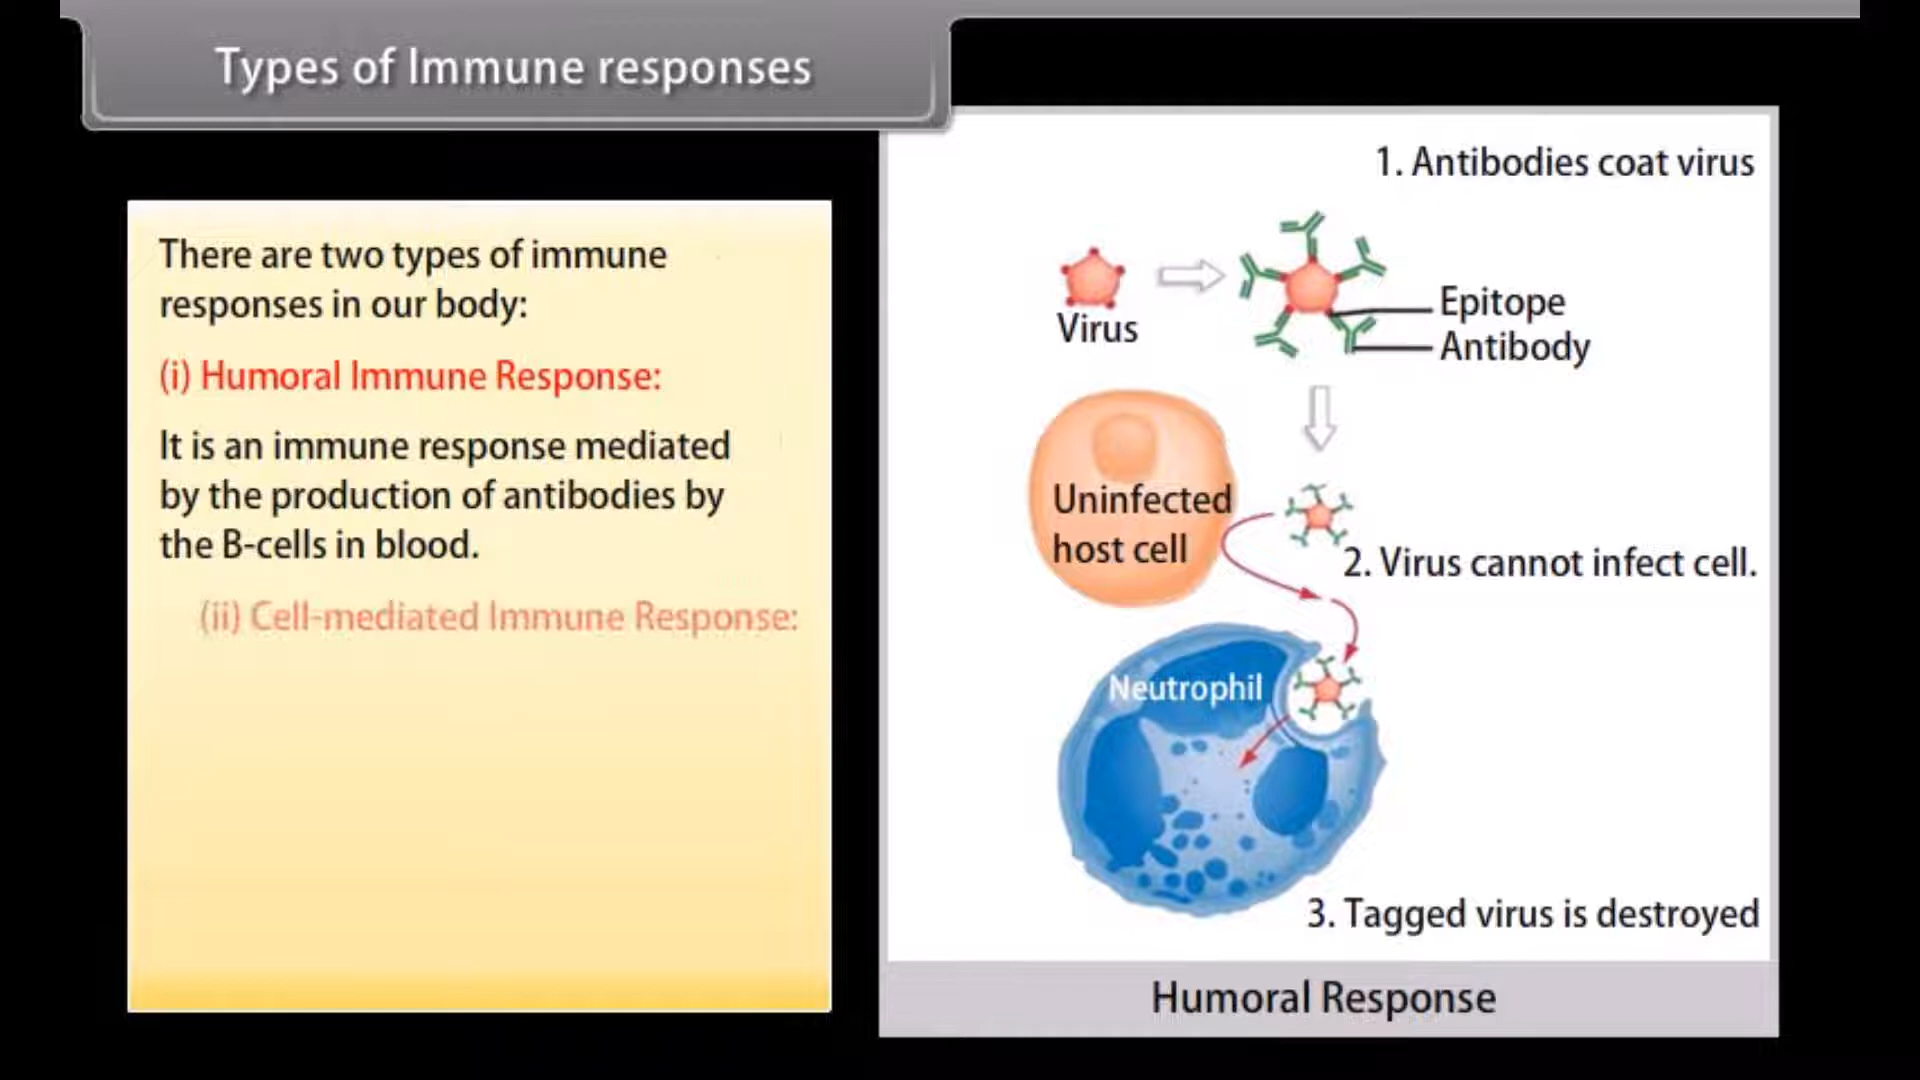 Types of Immune responses
There are two types of immune
responses in our body:
(i) Humoral Immune Response:
It is an immune response mediated
by the production of antibodies by
the B-cells in blood.
(ii) Cell-mediated Immune Response:
1. Antibodies coat virus
Virus
Epitope
Antibody
Uninfected
host cell
2. Virus cannot infect cell.
Neutrophil
3. Tagged virus is destroyed
Humoral Response